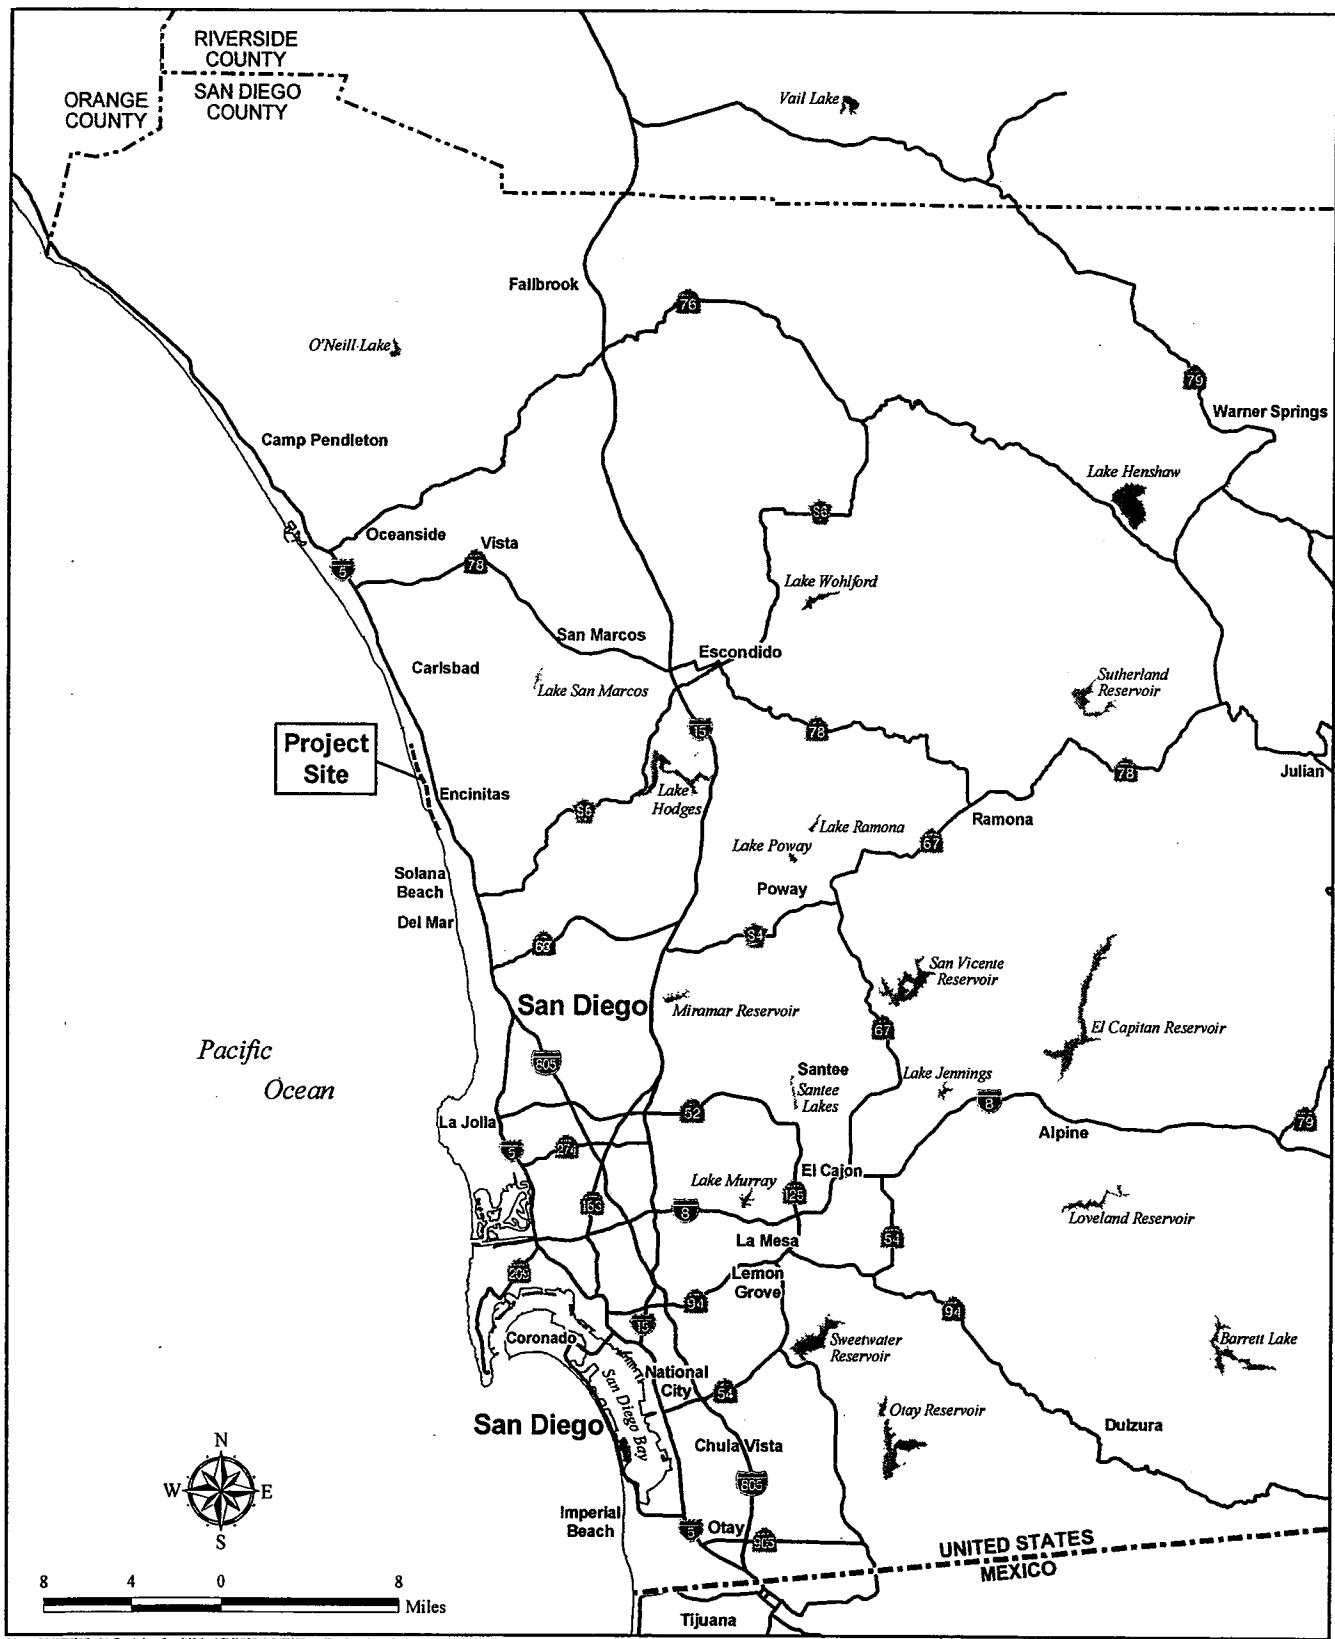 RIVERSIDE
COUNTY
ORANGE
COUNTY
SAN DIEGO
COUNTY
Vail Lake
Fallbrook
76
O'Neill Lake
79
Warner Springs
Camp Pendleton
Lake Henshaw
S6
Oceanside
Vista
5
78
Lake Wohlford
San Marcos
Escondido
Carlsbad
Lake San Marcos
Sutherland
Reservoir
15
78
Project
Site
78
Julian
Encinitas
Lake
Hodges
S6
Lake Ramona
Ramona
Lake Poway
67
Solana
Beach
Poway
Del Mar
S4
San Vicente
Reservoir
San Diego
Miramar Reservoir
67
El Capitan Reservoir
Pacific
Ocean
805
Santee
Santee
Lakes
Lake Jennings
8
La Jolla
52
Alpine
79
5
274
El Cajon
Lake Murray
125
163
8
Loveland Reservoir
La Mesa
54
209
Lemon
Grove
94
94
15
Coronado
Sweetwater
Reservoir
Barrett Lake
National
City
54
San Diego Bay
Otay Reservoir
San Diego
Dulzura
Chula Vista
805
N
W
E
S
Imperial
Beach
5
Otay
905
UNITED STATES
MEXICO
8
4
0
8
Miles
Tijuana